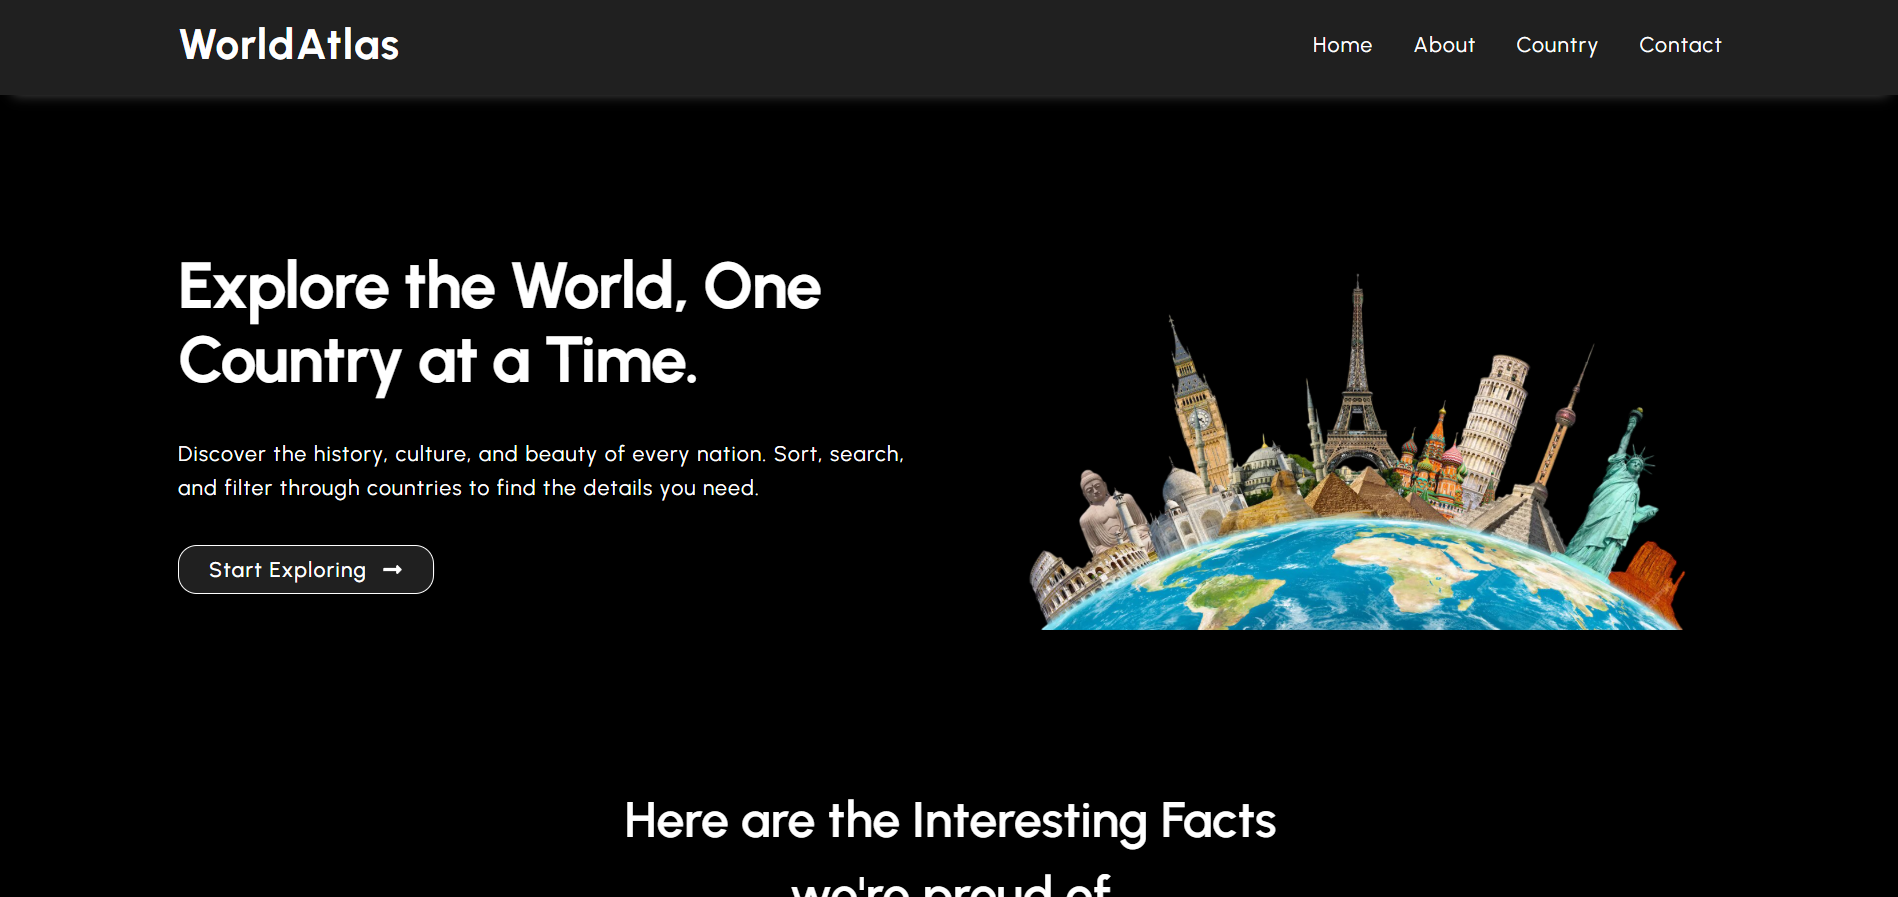 WorldAtlas
Home About Country Contact
Explore the World, One
Country at a Time.
Discover the history, culture, and beauty of every nation. Sort, search,
and filter through countries to find the details you need.
Start Exploring
Here are the Interesting Facts
we're proud of